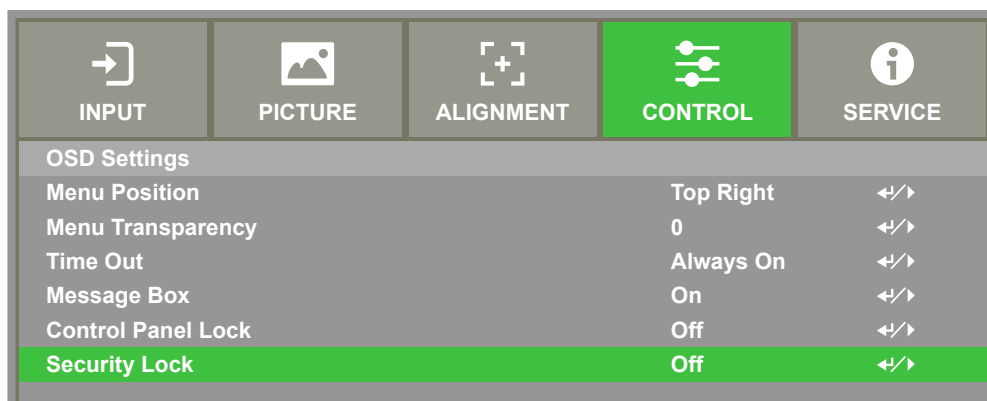 INPUT PICTURE ALIGNMENT CONTROL SERVICE
OSD Settings
Menu Position Top Right
Menu Transparency 0
Time Out Always On
Message Box On
Control Panel Lock Off
Security Lock Off